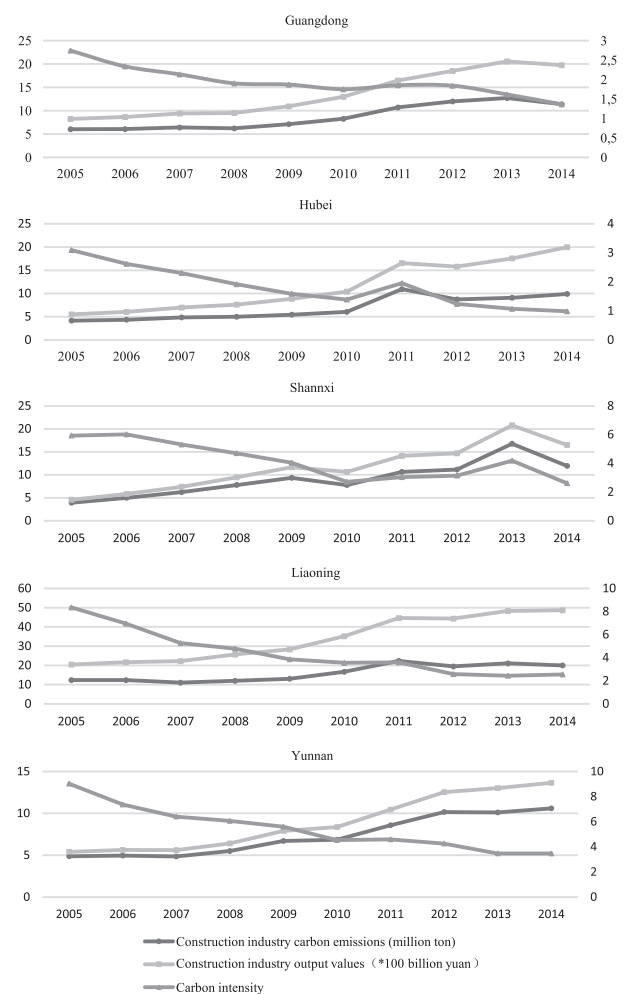 Guangdong
25 3
20 2,5
15 2
1,5
10 1
5 0,5
0 0
2005 2006 2007 2008 2009 2010 2011 2012 2013 2014
Hubei
25 4
20 3
15
2
10
5 1
0 0
2005 2006 2007 2008 2009 2010 2011 2012 2013 2014
Shannxi
25 8
20 6
15
4
10
5 2
0 0
2005 2006 2007 2008 2009 2010 2011 2012 2013 2014
Liaoning
60 10
50 8
40
6
30
4
20
10 2
0 0
2005 2006 2007 2008 2009 2010 2011 2012 2013 2014
Yunnan
15 10
8
10
6
5 4
2
0 0
2005 2006 2007 2008 2009 2010 2011 2012 2013 2014
Construction industry carbon emissions (million ton)
Construction industry output values（*100 billion yuan）
Carbon intensity